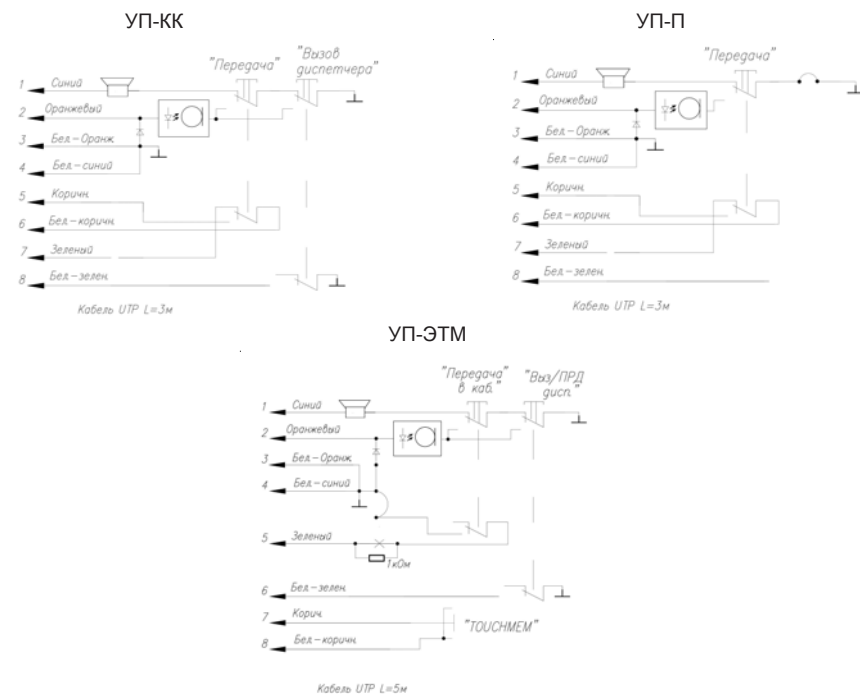 УП-КК
"Передача"
"Вызов
диспетчера"
1 Синий
2 Оранжевый
3 Бел-Оранж
4 Бел-синий
5 Коричн.
6 Бел-коричн.
7 Зеленый
8 Бел-зелен.
Кабель UTP L=3м
УП-П
"Передача"
1 Синий
2 Оранжевый
3 Бел-Оранж
4 Бел-синий
5 Коричн.
6 Бел-коричн.
7 Зеленый
8 Бел-зелен.
Кабель UTP L=3м
УП-ЭТМ
"Передача
в каб."
"Выз/ПРД
дисп."
1 Синий
2 Оранжевый
3 Бел-Оранж
4 Бел-синий
5 Зеленый
1кОм
6 Бел-зелен.
7 Корич.
"TOUCHMEM"
8 Бел-коричн.
Кабель UTP L=5м